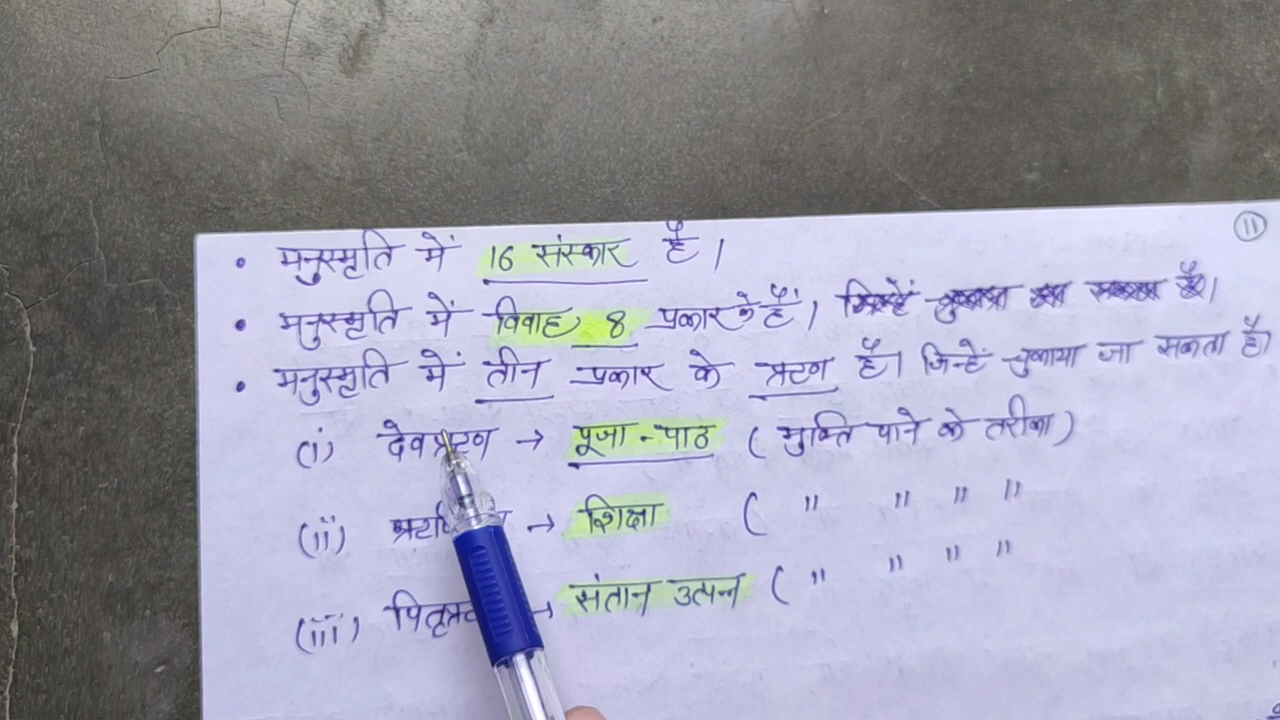 11
• मनुस्मृति में 16 संस्कार है।
• मनुस्मृति में विवाह 8 प्रकार के हैं।
• मनुस्मृति में तीन प्रकार के ऋण हैं। जिन्हें चुकाया जा सकता है।
(i) देवऋण → पूजा - पाठ ( मुक्ति पाने के तरीका )
(ii) → शिक्षा ( " " " "
(iii) → संतान उत्पन्न ( " " " "